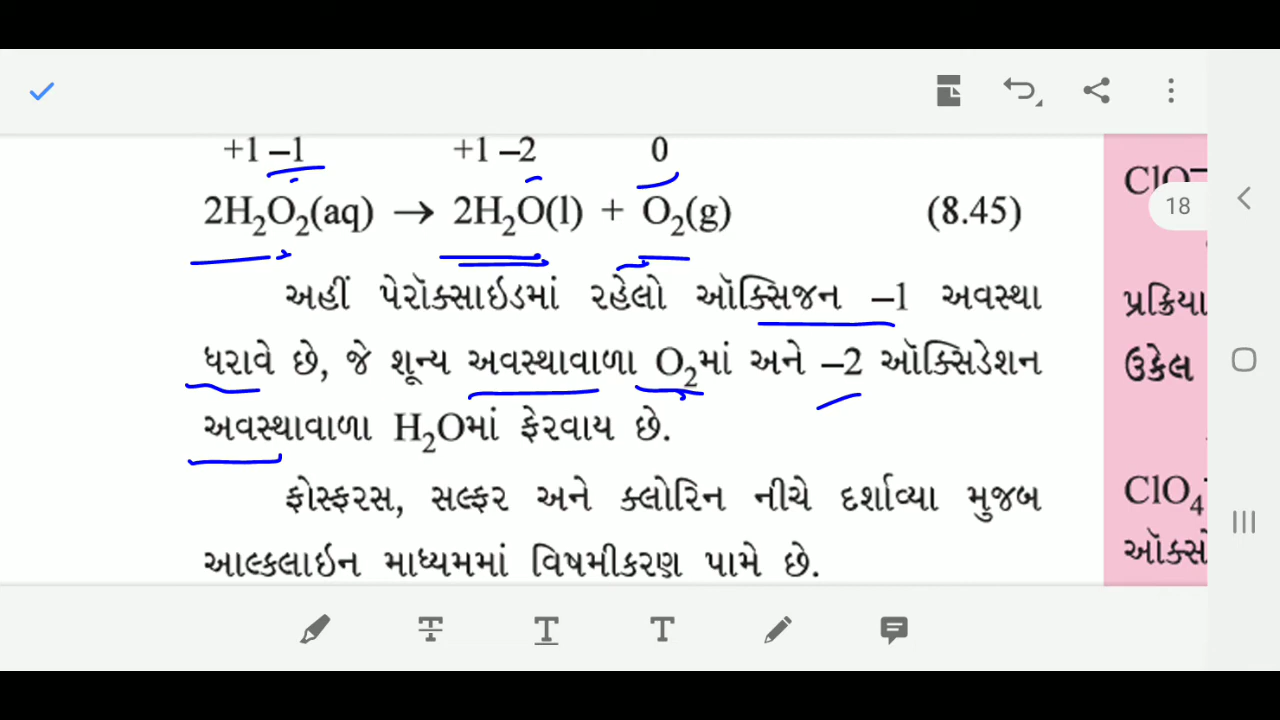 +1 –1 +1 –2 0
2H₂O₂(aq) → 2H₂O(l) + O₂(g) (8.45)
અહીં પેરૉક્સાઇડમાં રહેલો ઑક્સિજન –1 અવસ્થા
ધરાવે છે, જે શૂન્ય અવસ્થાવાળા O₂માં અને –2 ઑક્સિડેશન
અવસ્થાવાળા H₂Oમાં ફેરવાય છે.
ફોસ્ફરસ, સલ્ફર અને ક્લોરિન નીચે દર્શાવ્યા મુજબ
આલ્કલાઇન માધ્યમમાં વિષમીકરણ પામે છે.
ClO⁻
18
પ્રક્રિયા
ઉકેલ
ClO₄⁻
T
T
T